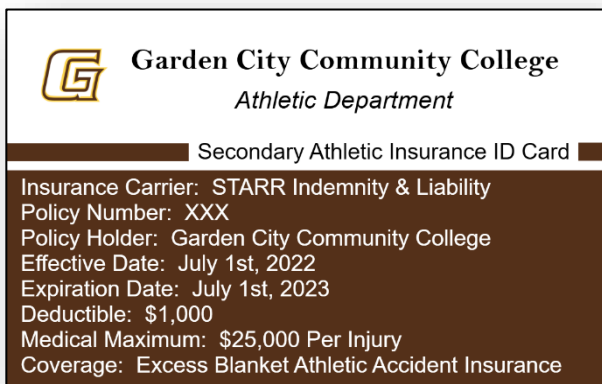 G
Garden City Community College
Athletic Department
Secondary Athletic Insurance ID Card
Insurance Carrier: STARR Indemnity & Liability
Policy Number: XXX
Policy Holder: Garden City Community College
Effective Date: July 1st, 2022
Expiration Date: July 1st, 2023
Deductible: $1,000
Medical Maximum: $25,000 Per Injury
Coverage: Excess Blanket Athletic Accident Insurance